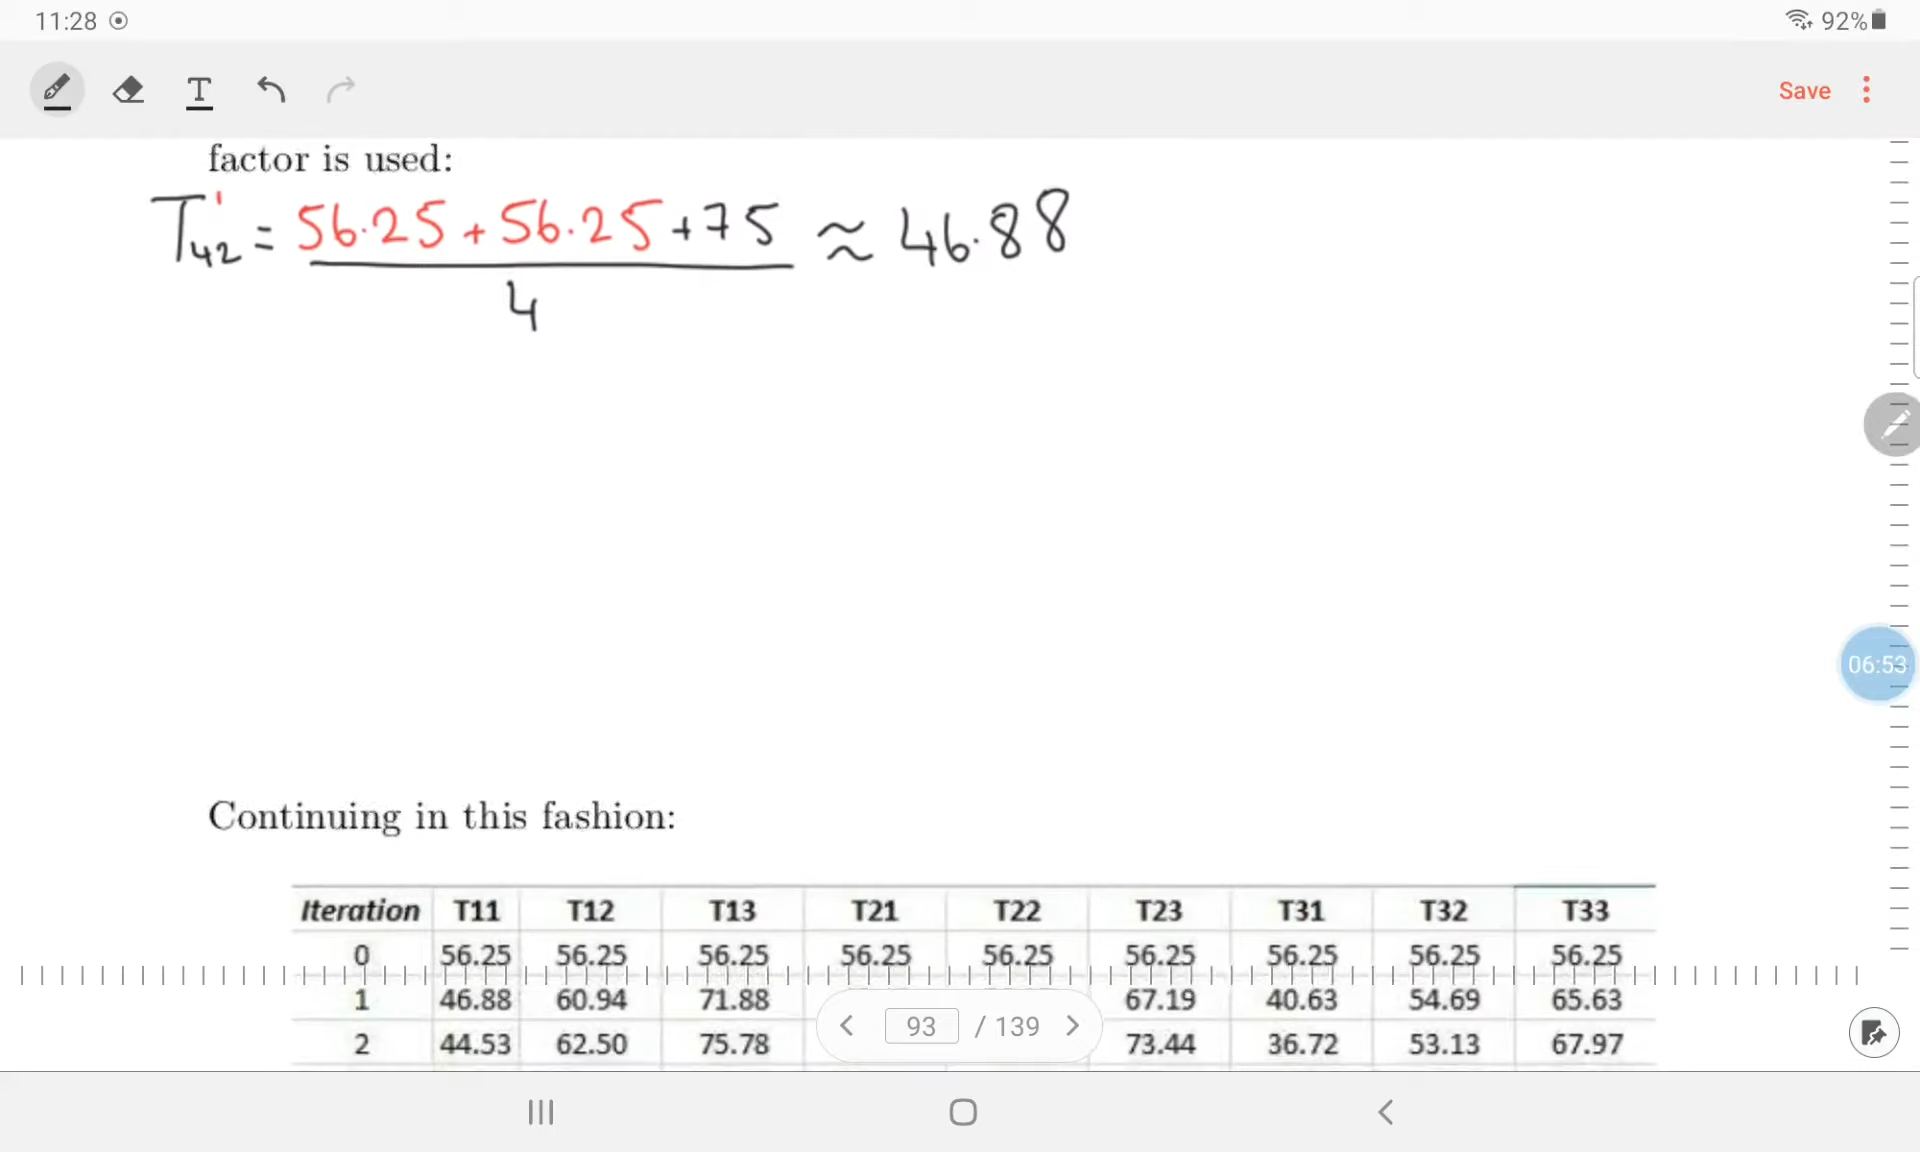 11:28 92%
T Save
factor is used:
T₄₂' = 56.25 + 56.25 + 75 ≈ 46.88
4
06:53
Continuing in this fashion:
Iteration T11 T12 T13 T21 T22 T23 T31 T32 T33
0 56.25 56.25 56.25 56.25 56.25 56.25 56.25 56.25 56.25
1 46.88 60.94 71.88 67.19 40.63 54.69 65.63
93 / 139
2 44.53 62.50 75.78 73.44 36.72 53.13 67.97